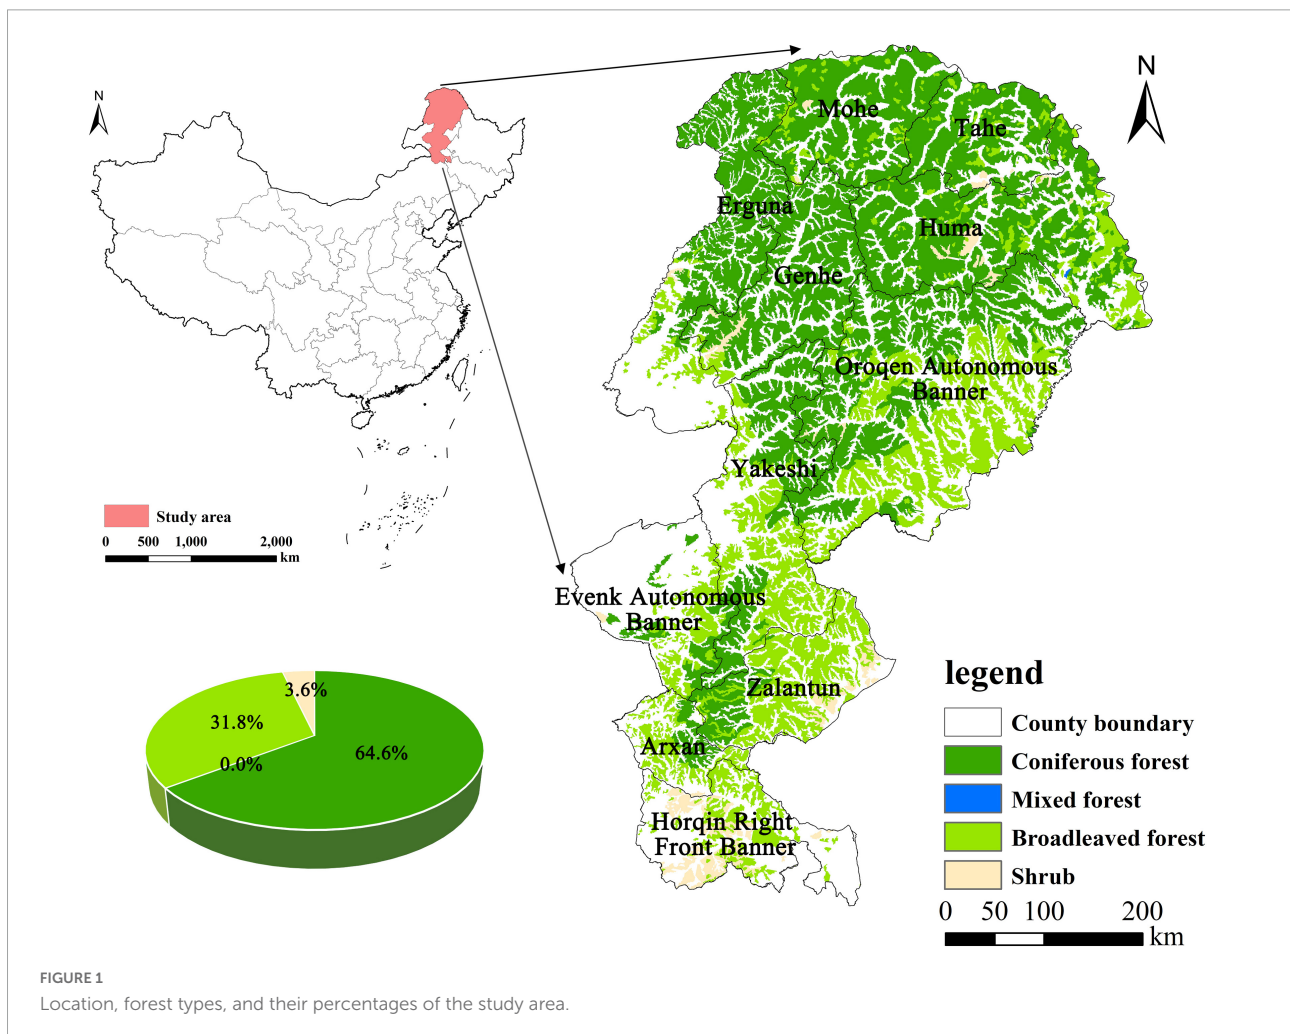 N
Study area
0 500 1,000 2,000
km
3.6%
31.8%
0.0%
64.6%
N
Mohe
Tahe
Erguna
Huma
Genhe
Oroqen Autonomous
Banner
Yakeshi
Evenk Autonomous
Banner
Zalantun
Arxan
Horqin Right
Front Banner
legend
County boundary
Coniferous forest
Mixed forest
Broadleaved forest
Shrub
0 50 100 200
km
FIGURE 1
Location, forest types, and their percentages of the study area.